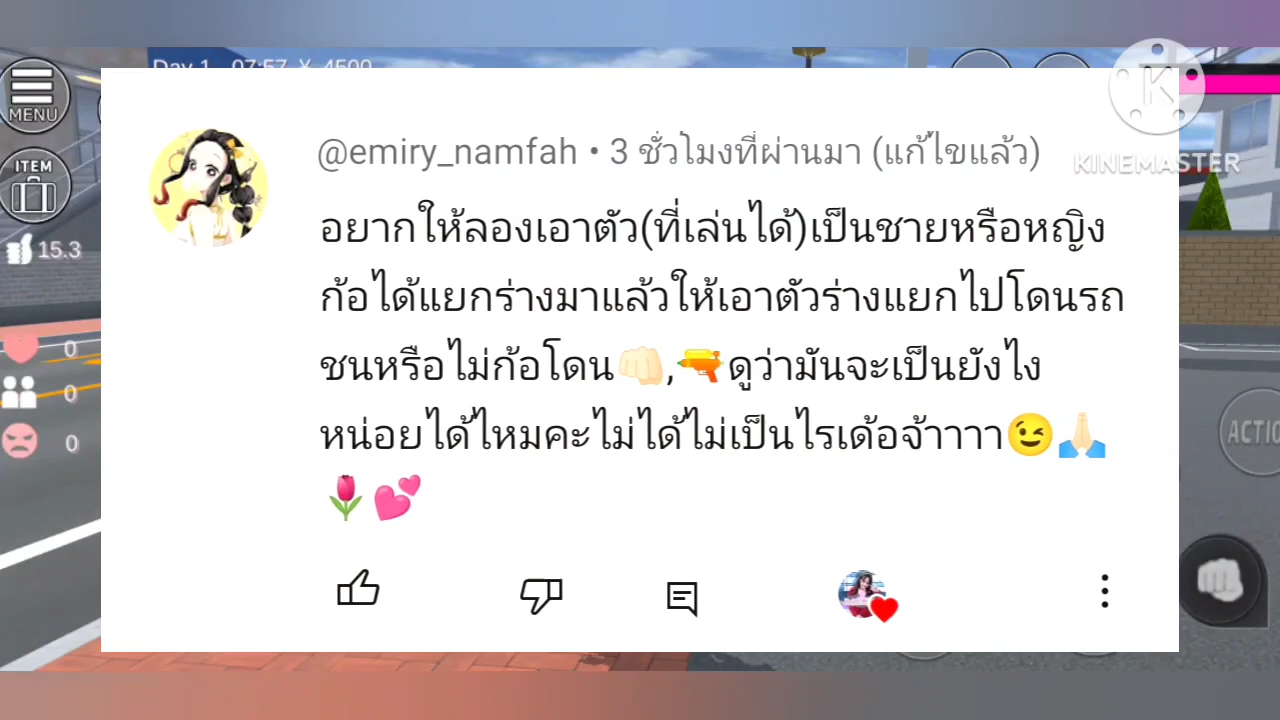 Day 1 07:57 ¥ 4500
MENU
ITEM
15.3
0
0
0
KINEMASTER
@emiry_namfah • 3 ชั่วโมงที่ผ่านมา (แก้ไขแล้ว)
อยากให้ลองเอาตัว(ที่เล่นได้)เป็นชายหรือหญิง
ก้อได้แยกร่างมาแล้วให้เอาตัวร่างแยกไปโดนรถ
ชนหรือไม่ก้อโดน👊🏻,🔫ดูว่ามันจะเป็นยังไง
หน่อยได้ไหมคะไม่ได้ไม่เป็นไรเด้อจ้าาาา😉🙏🏻
🌷💕